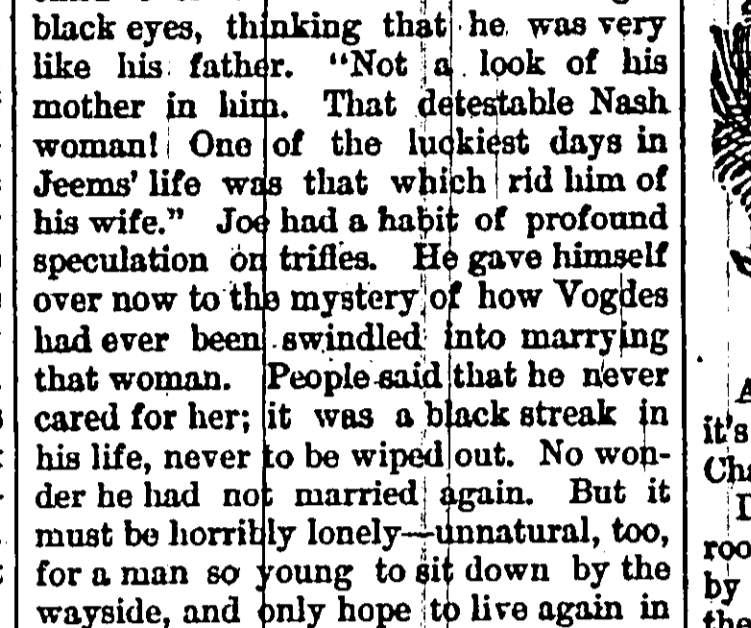 black eyes, thinking that he was very
like his father. “Not a look of his
mother in him. That detestable Nash
woman! One of the luckiest days in
Jeems' life was that which rid him of
his wife.” Joe had a habit of profound
speculation on trifles. He gave himself
over now to the mystery of how Vogdes
had ever been swindled into marrying
that woman. People said that he never
cared for her; it was a black streak in
his life, never to be wiped out. No won-
der he had not married again. But it
must be horribly lonely—unnatural, too,
for a man so young to sit down by the
wayside, and only hope to live again in
it's
by
the